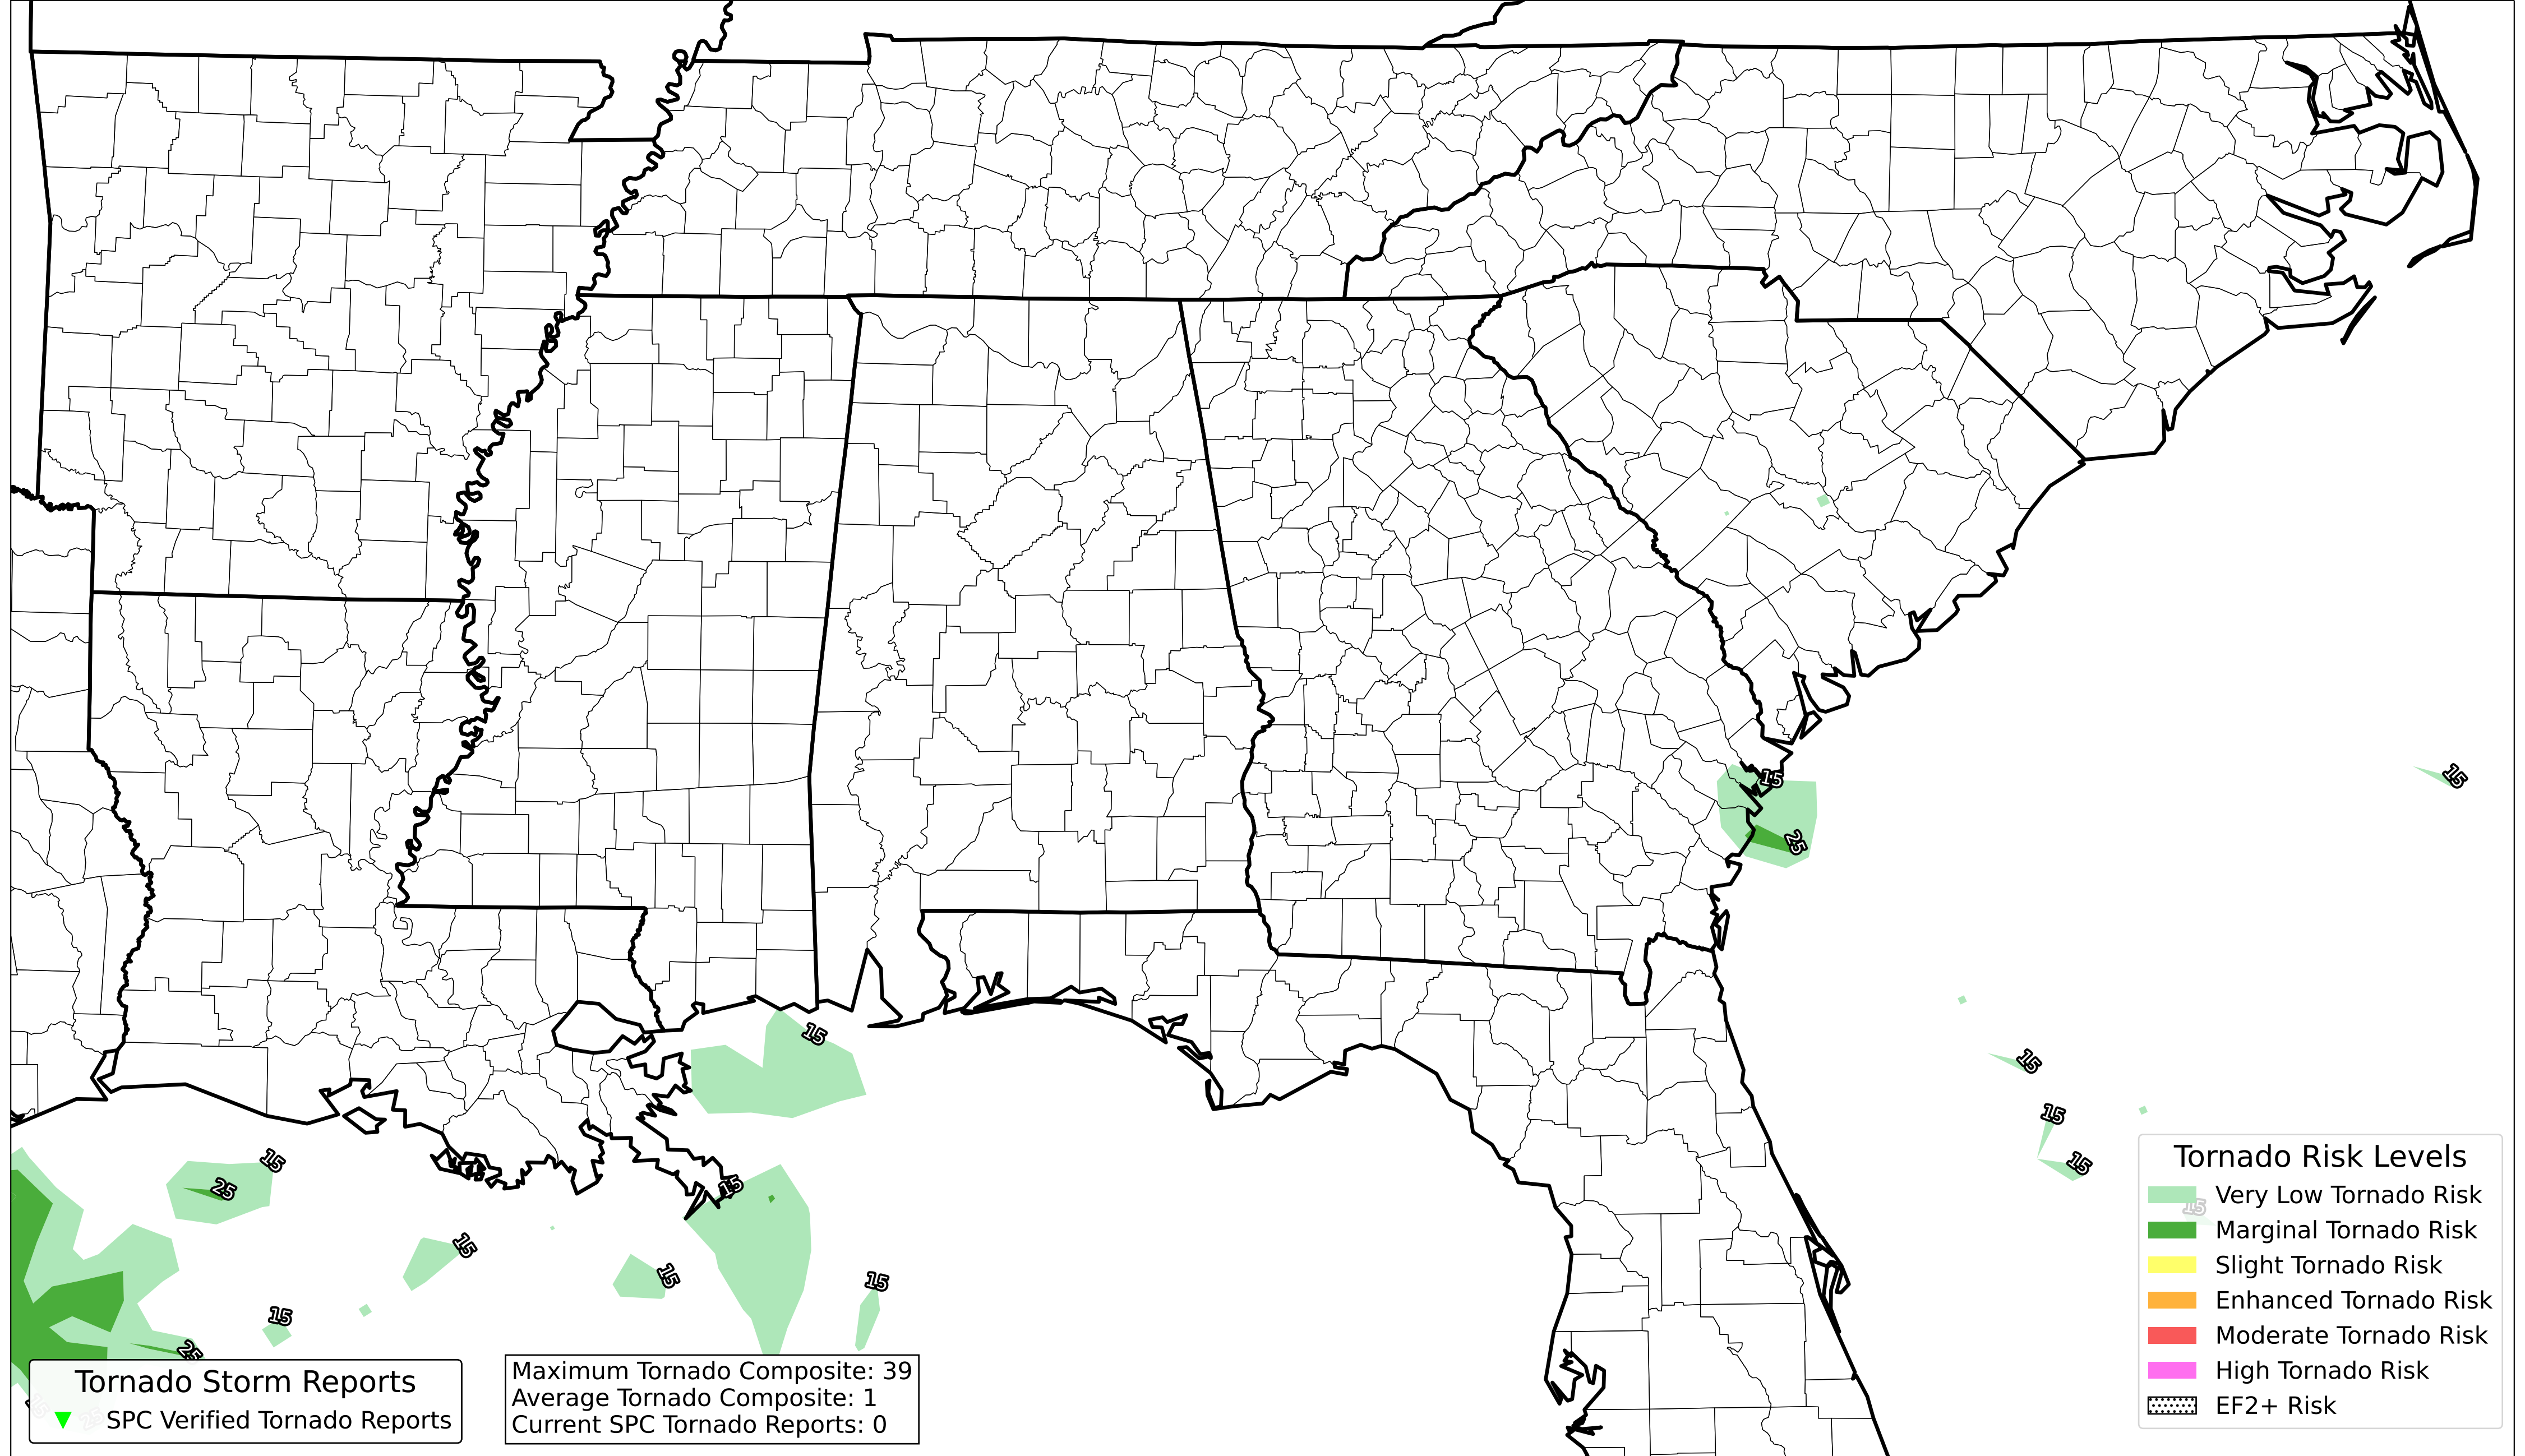 15
25
15
15
15
15
15
15
15
25
15
15
15
15
15
25
Tornado Storm Reports
SPC Verified Tornado Reports
Maximum Tornado Composite: 39
Average Tornado Composite: 1
Current SPC Tornado Reports: 0
Tornado Risk Levels
Very Low Tornado Risk
15
Marginal Tornado Risk
Slight Tornado Risk
Enhanced Tornado Risk
Moderate Tornado Risk
High Tornado Risk
EF2+ Risk